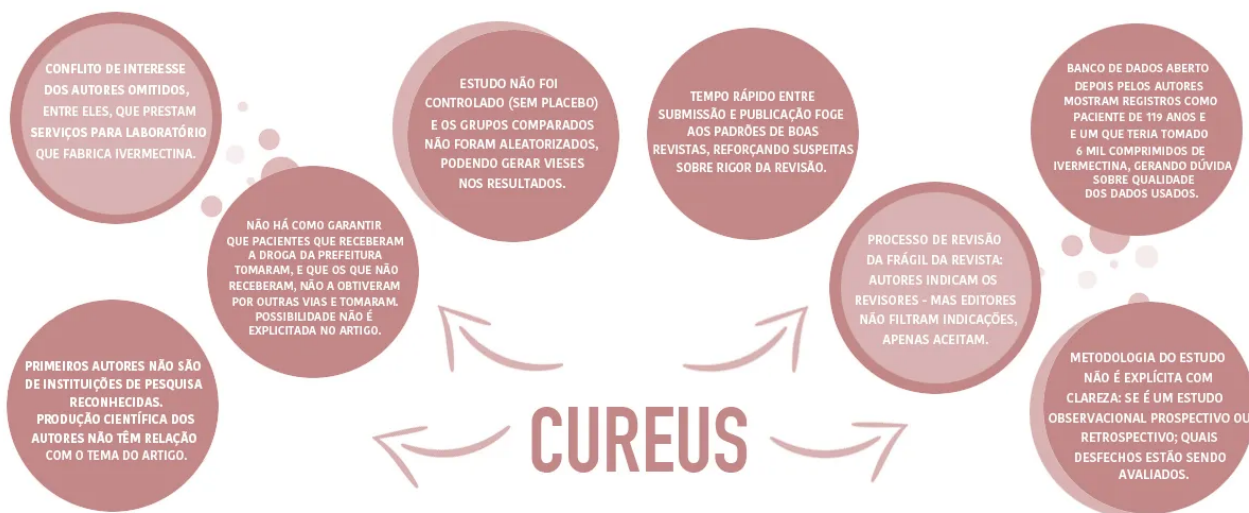 CONFLITO DE INTERESSE
DOS AUTORES OMITIDOS,
ENTRE ELES, QUE PRESTAM
SERVIÇOS PARA LABORATÓRIO
QUE FABRICA IVERMECTINA.
NÃO HÁ COMO GARANTIR
QUE PACIENTES QUE RECEBERAM
A DROGA DA PREFEITURA
TOMARAM, E QUE OS QUE NÃO
RECEBERAM, NÃO A OBTIVERAM
POR OUTRAS VIAS E TOMARAM.
POSSIBILIDADE NÃO É
EXPLICITADA NO ARTIGO.
PRIMEIROS AUTORES NÃO SÃO
DE INSTITUIÇÕES DE PESQUISA
RECONHECIDAS.
PRODUÇÃO CIENTÍFICA DOS
AUTORES NÃO TÊM RELAÇÃO
COM O TEMA DO ARTIGO.
ESTUDO NÃO FOI
CONTROLADO (SEM PLACEBO)
E OS GRUPOS COMPARADOS
NÃO FORAM ALEATORIZADOS,
PODENDO GERAR VIESES
NOS RESULTADOS.
TEMPO RÁPIDO ENTRE
SUBMISSÃO E PUBLICAÇÃO FOGE
AOS PADRÕES DE BOAS
REVISTAS, REFORÇANDO SUSPEITAS
SOBRE RIGOR DA REVISÃO.
PROCESSO DE REVISÃO
DA FRÁGIL DA REVISTA:
AUTORES INDICAM OS
REVISORES - MAS EDITORES
NÃO FILTRAM INDICAÇÕES,
APENAS ACEITAM.
BANCO DE DADOS ABERTO
DEPOIS PELOS AUTORES
MOSTRAM REGISTROS COMO
PACIENTE DE 119 ANOS E
E UM QUE TERIA TOMADO
6 MIL COMPRIMIDOS DE
IVERMECTINA, GERANDO DÚVIDA
SOBRE QUALIDADE
DOS DADOS USADOS.
METODOLOGIA DO ESTUDO
NÃO É EXPLÍCITA COM
CLAREZA: SE É UM ESTUDO
OBSERVACIONAL PROSPECTIVO OU
RETROSPECTIVO; QUAIS
DESFECHOS ESTÃO SENDO
AVALIADOS.
CUREUS